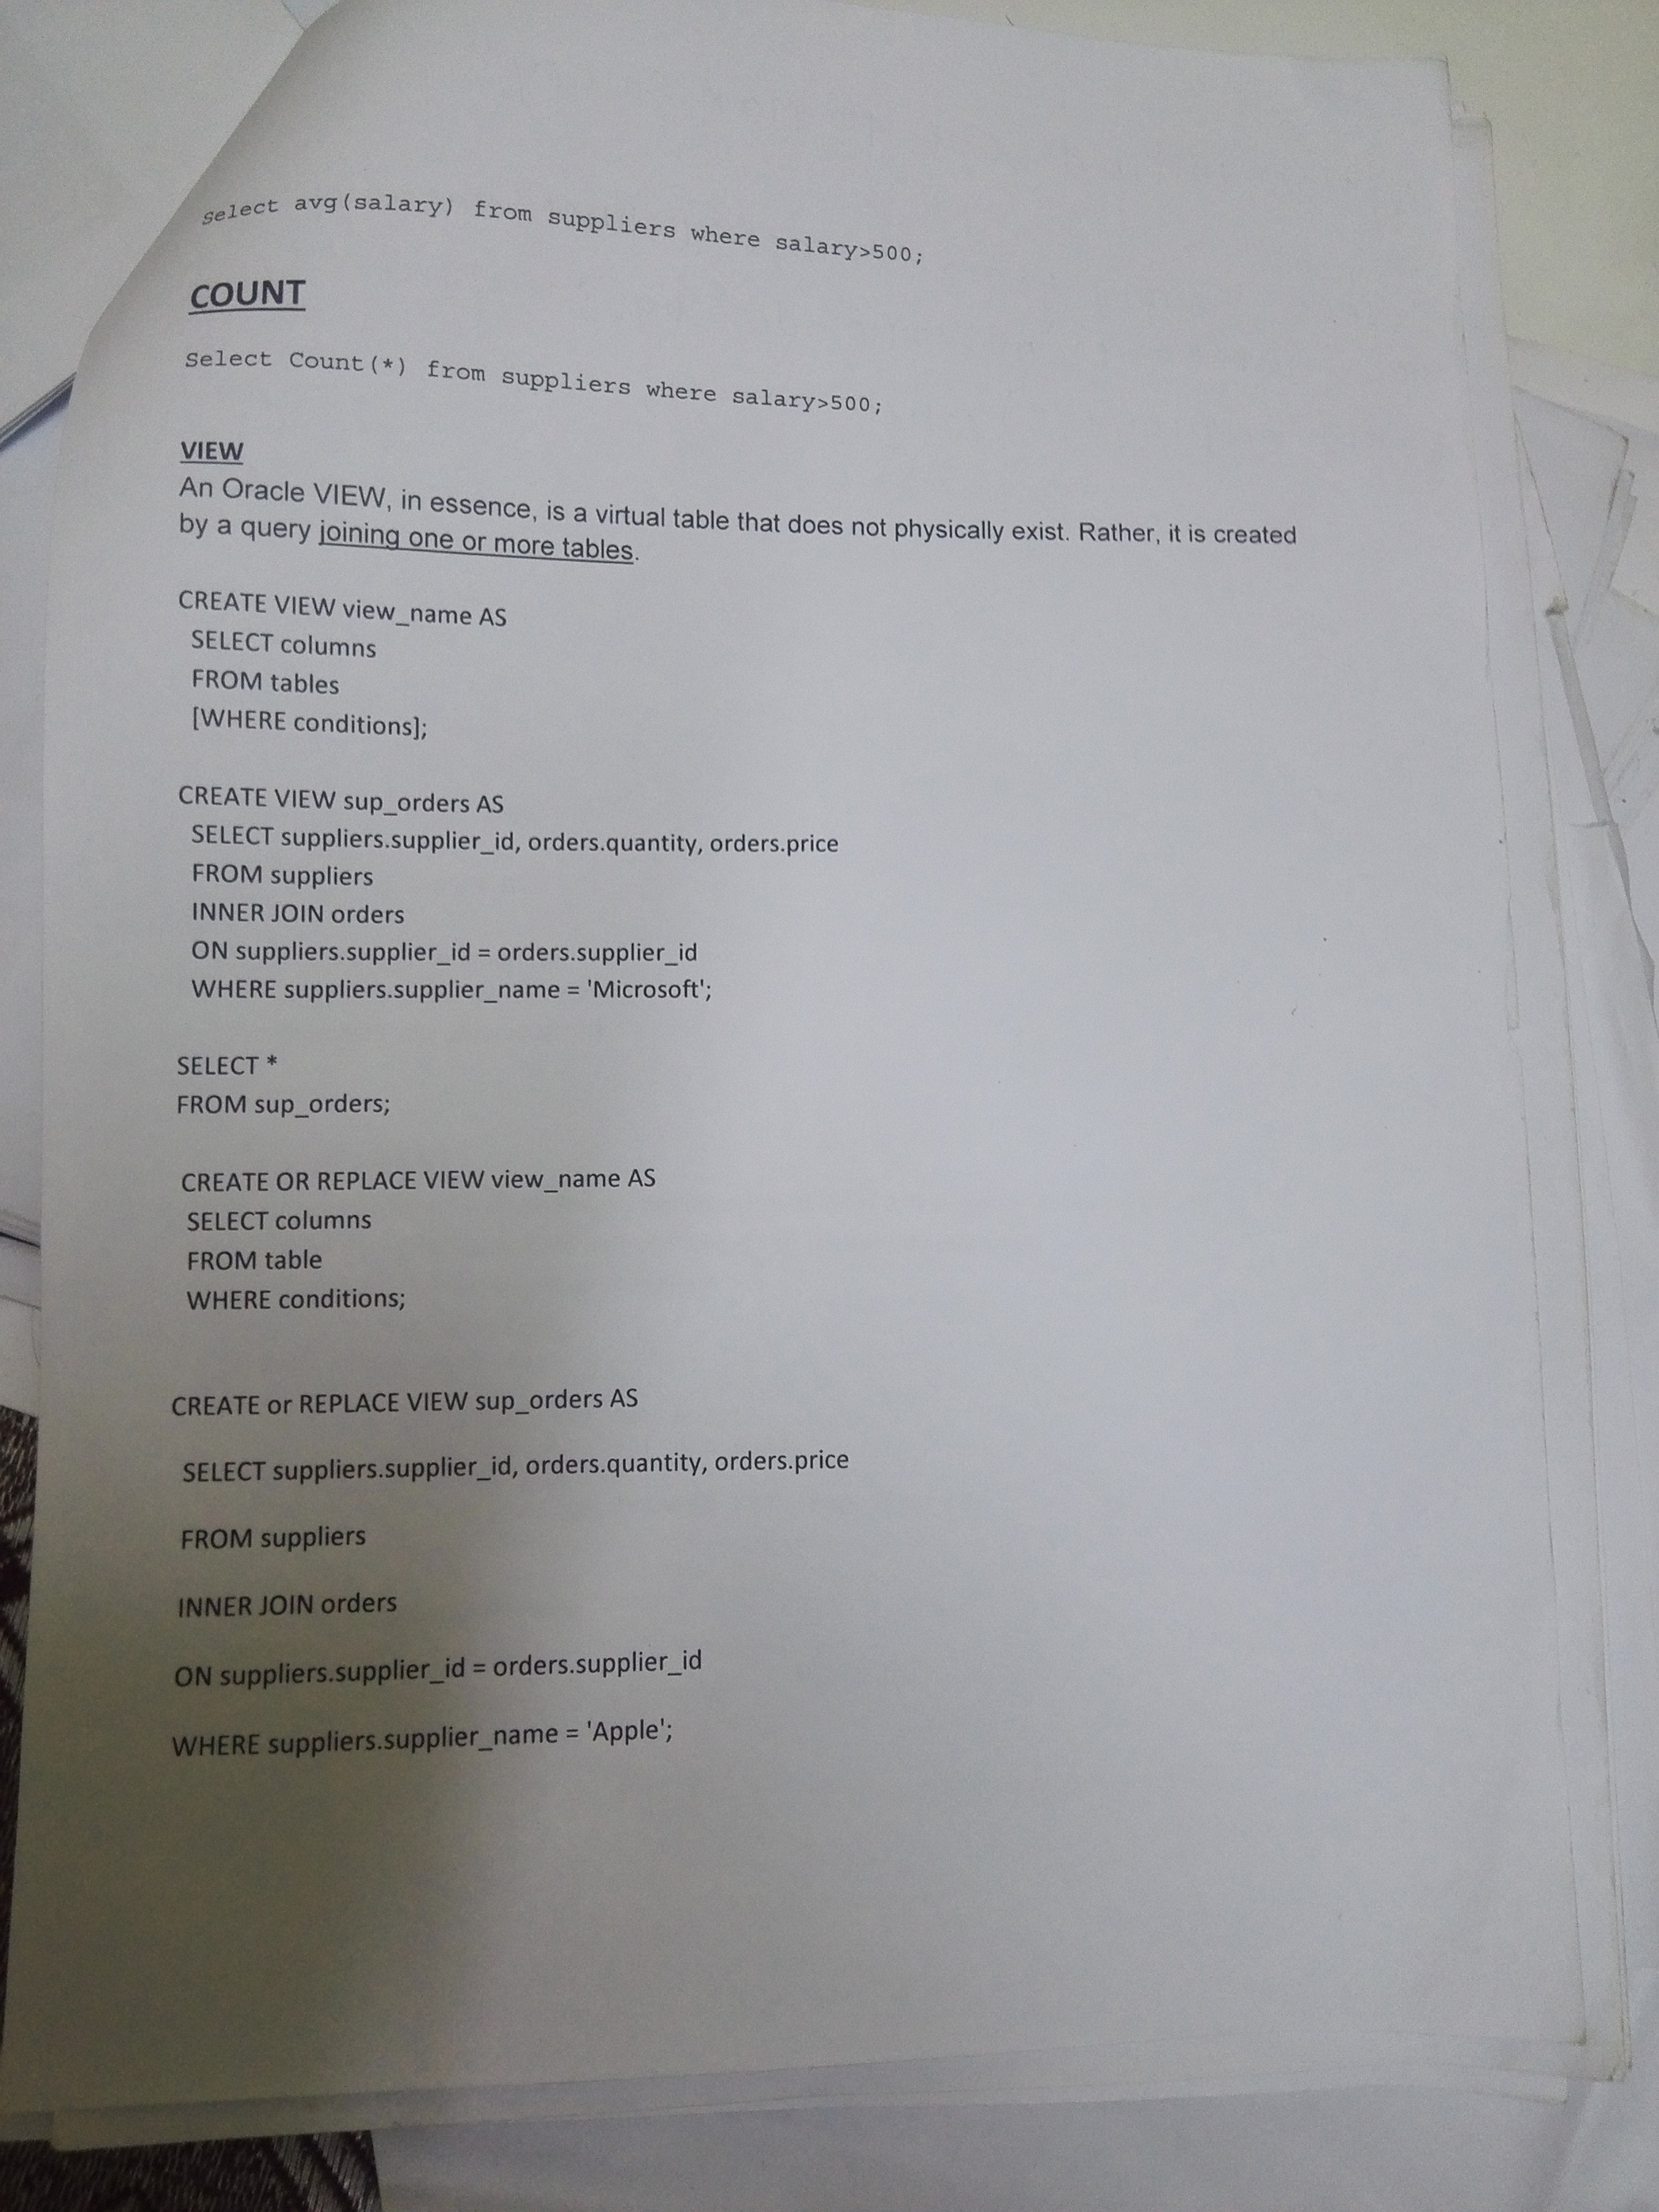 select avg(salary) from suppliers where salary>500;
COUNT
Select Count(*) from suppliers where salary>500;
VIEW
An Oracle VIEW, in essence, is a virtual table that does not physically exist. Rather, it is created
by a query joining one or more tables.
CREATE VIEW view_name AS
SELECT columns
FROM tables
[WHERE conditions];
CREATE VIEW sup_orders AS
SELECT suppliers.supplier_id, orders.quantity, orders.price
FROM suppliers
INNER JOIN orders
ON suppliers.supplier_id = orders.supplier_id
WHERE suppliers.supplier_name = 'Microsoft';
SELECT *
FROM sup_orders;
CREATE OR REPLACE VIEW view_name AS
SELECT columns
FROM table
WHERE conditions;
CREATE or REPLACE VIEW sup_orders AS
SELECT suppliers.supplier_id, orders.quantity, orders.price
FROM suppliers
INNER JOIN orders
ON suppliers.supplier_id = orders.supplier_id
WHERE suppliers.supplier_name = 'Apple';